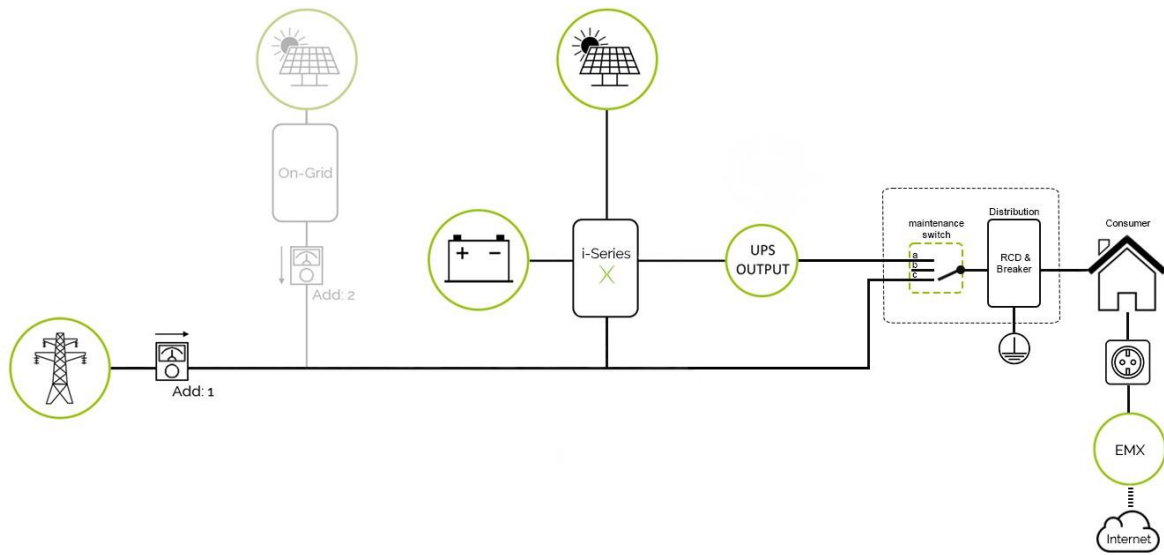 On-Grid
Add: 2
i-Series
X
+ -
UPS
OUTPUT
maintenance
switch
a
b
c
Distribution
RCD &
Breaker
Consumer
Add: 1
EMX
Internet